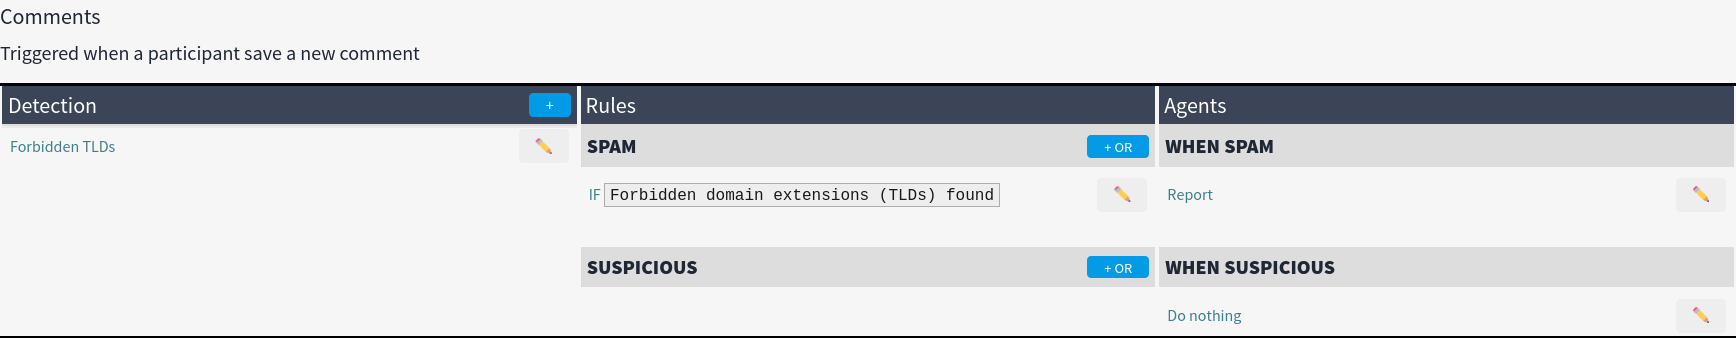 Comments
Triggered when a participant save a new comment
Detection + Rules Agents
Forbidden TLDs SPAM + OR WHEN SPAM
IF Forbidden domain extensions (TLDs) found Report
SUSPICIOUS + OR WHEN SUSPICIOUS
Do nothing